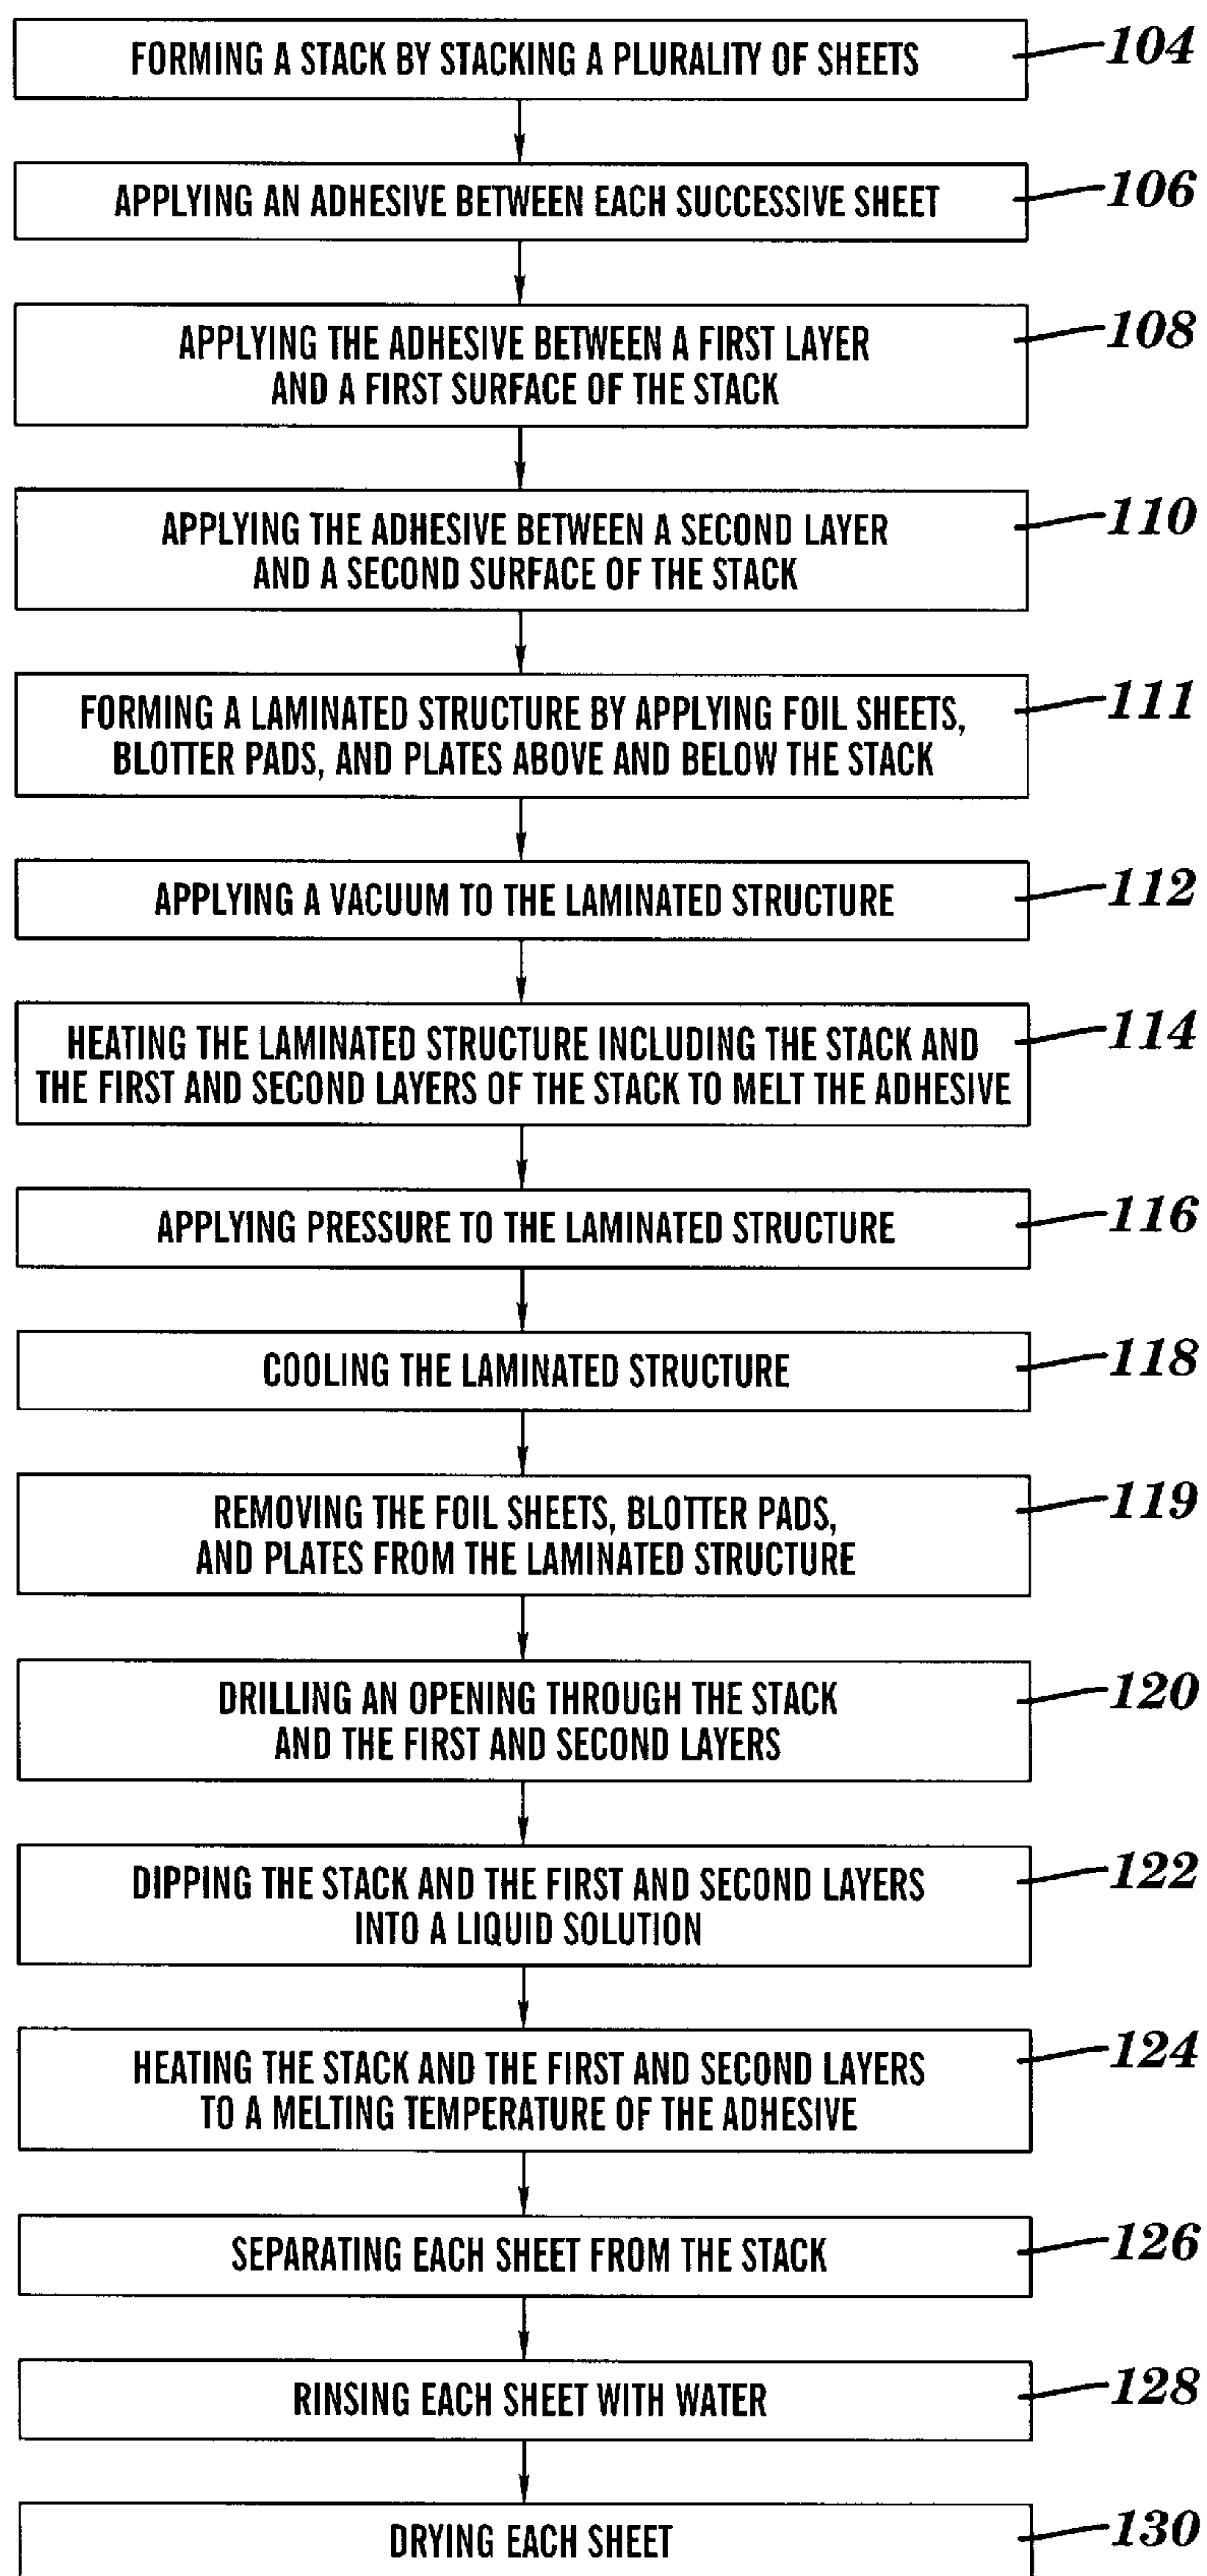 FORMING A STACK BY STACKING A PLURALITY OF SHEETS
104
APPLYING AN ADHESIVE BETWEEN EACH SUCCESSIVE SHEET
106
APPLYING THE ADHESIVE BETWEEN A FIRST LAYER
AND A FIRST SURFACE OF THE STACK
108
APPLYING THE ADHESIVE BETWEEN A SECOND LAYER
AND A SECOND SURFACE OF THE STACK
110
FORMING A LAMINATED STRUCTURE BY APPLYING FOIL SHEETS,
BLOTTER PADS, AND PLATES ABOVE AND BELOW THE STACK
111
APPLYING A VACUUM TO THE LAMINATED STRUCTURE
112
HEATING THE LAMINATED STRUCTURE INCLUDING THE STACK AND
THE FIRST AND SECOND LAYERS OF THE STACK TO MELT THE ADHESIVE
114
APPLYING PRESSURE TO THE LAMINATED STRUCTURE
116
COOLING THE LAMINATED STRUCTURE
118
REMOVING THE FOIL SHEETS, BLOTTER PADS,
AND PLATES FROM THE LAMINATED STRUCTURE
119
DRILLING AN OPENING THROUGH THE STACK
AND THE FIRST AND SECOND LAYERS
120
DIPPING THE STACK AND THE FIRST AND SECOND LAYERS
INTO A LIQUID SOLUTION
122
HEATING THE STACK AND THE FIRST AND SECOND LAYERS
TO A MELTING TEMPERATURE OF THE ADHESIVE
124
SEPARATING EACH SHEET FROM THE STACK
126
RINSING EACH SHEET WITH WATER
128
DRYING EACH SHEET
130